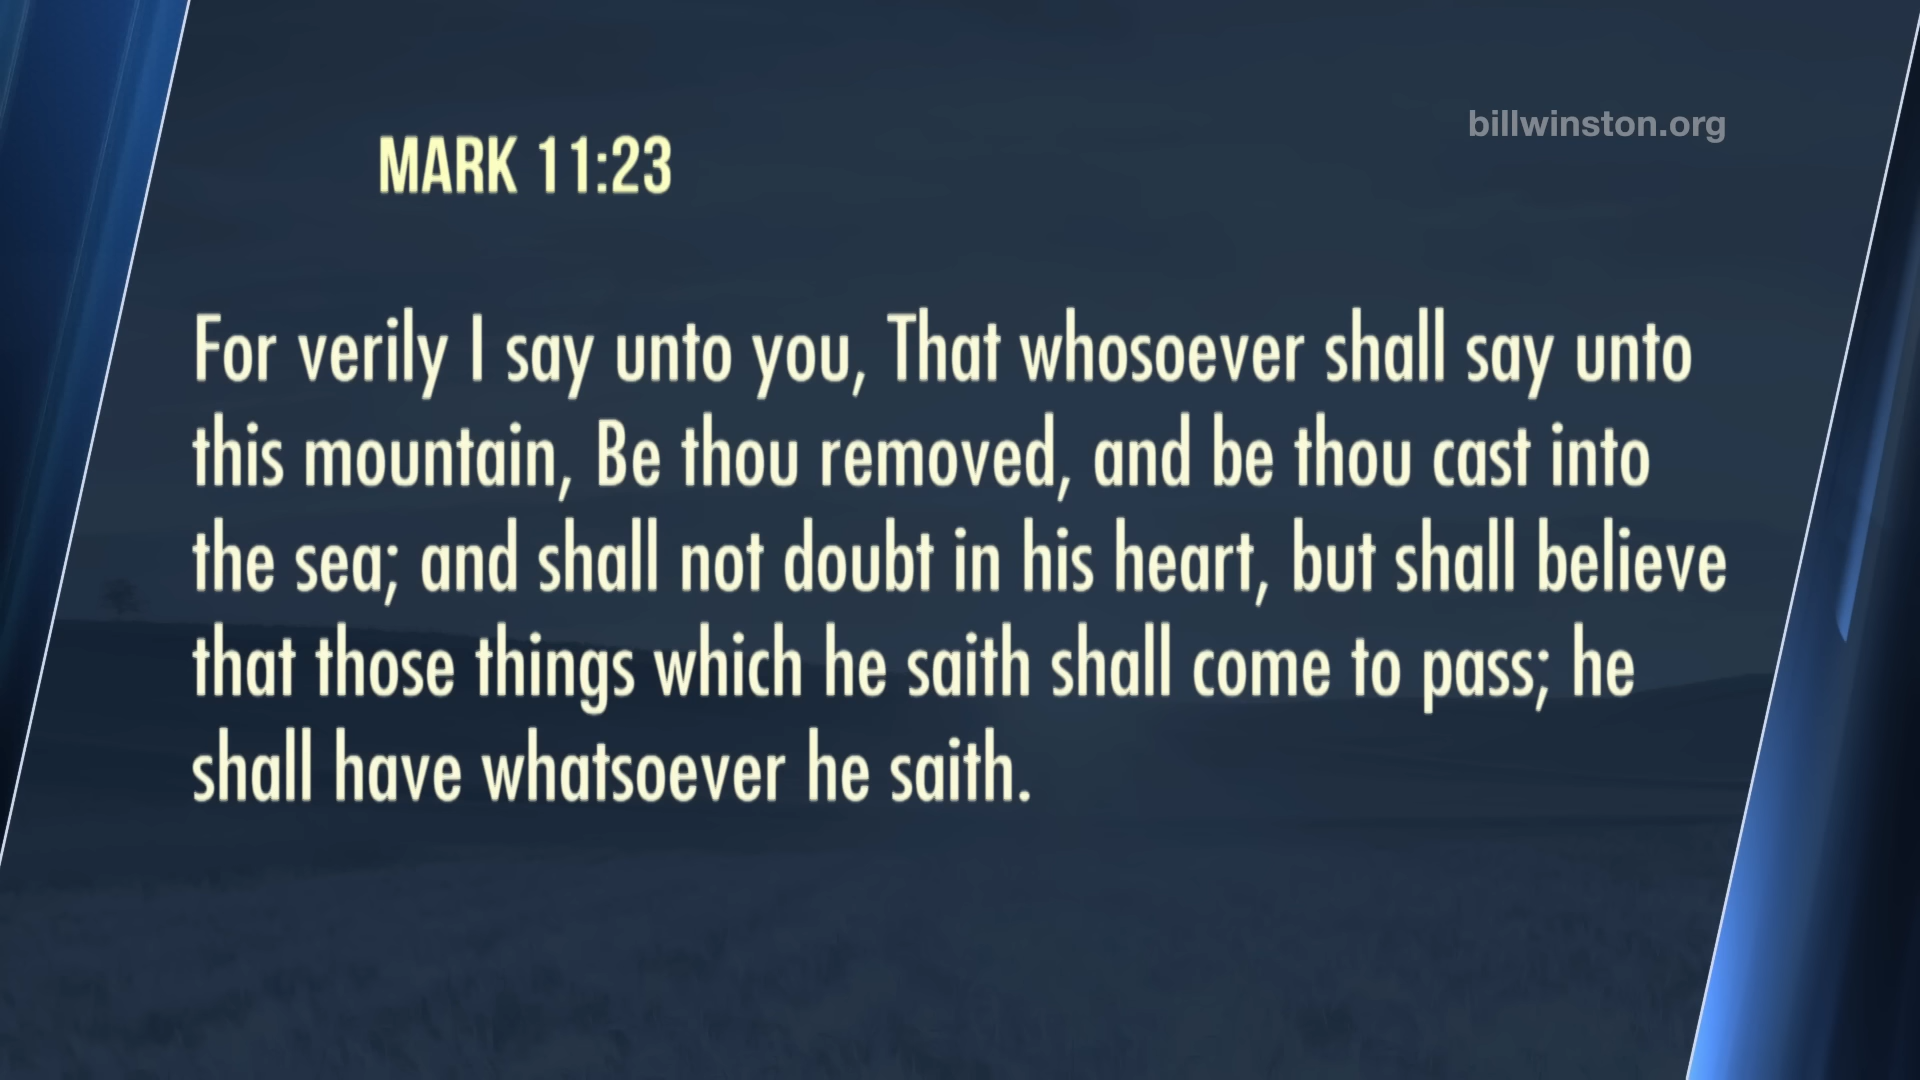 billwinston.org
MARK 11:23
For verily I say unto you, That whosoever shall say unto
this mountain, Be thou removed, and be thou cast into
the sea; and shall not doubt in his heart, but shall believe
that those things which he saith shall come to pass; he
shall have whatsoever he saith.